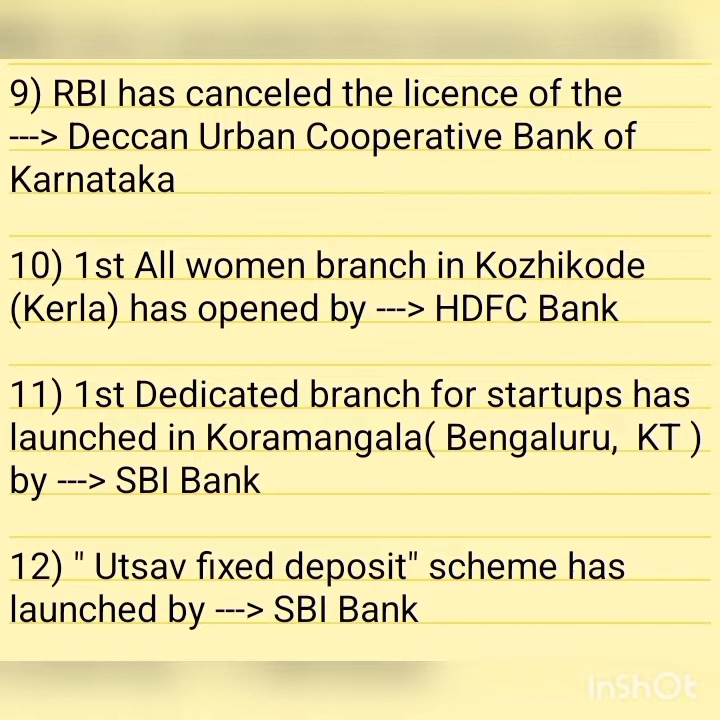 9) RBI has canceled the licence of the
---> Deccan Urban Cooperative Bank of
Karnataka
10) 1st All women branch in Kozhikode
(Kerla) has opened by ---> HDFC Bank
11) 1st Dedicated branch for startups has
launched in Koramangala( Bengaluru,  KT )
by ---> SBI Bank
12) " Utsav fixed deposit" scheme has
launched by ---> SBI Bank
InShOt